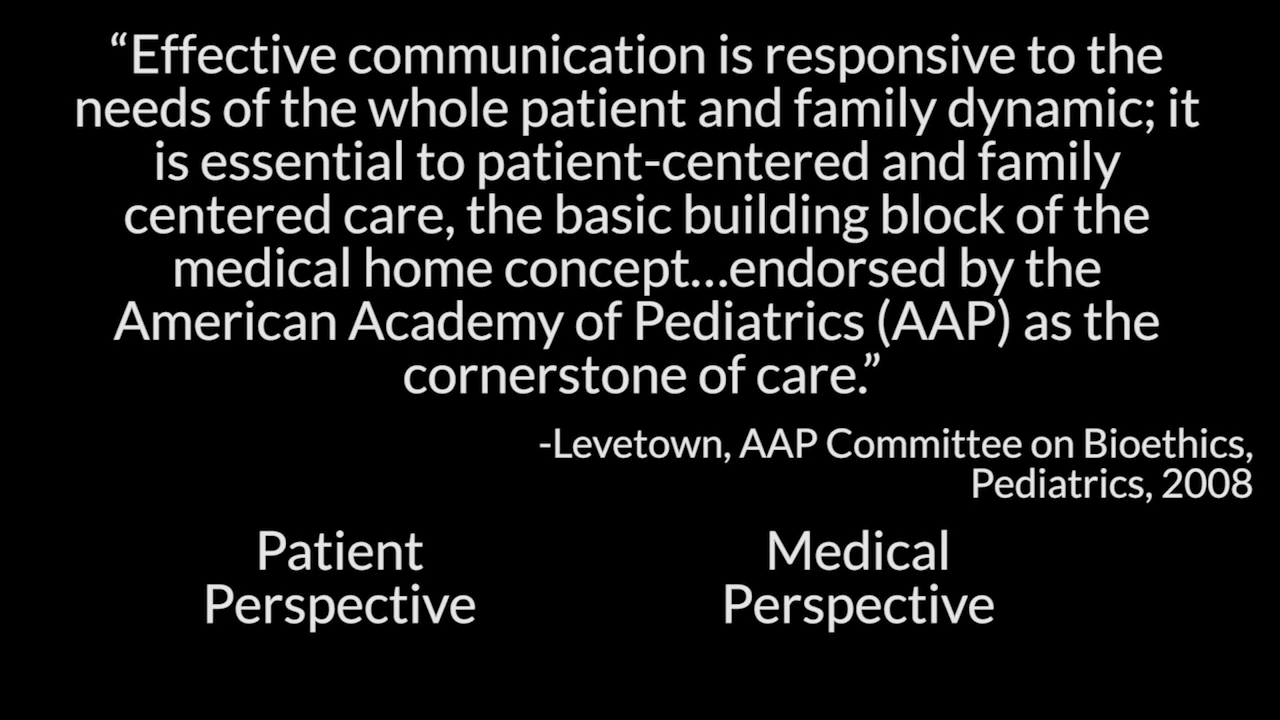 “Effective communication is responsive to the
needs of the whole patient and family dynamic; it
is essential to patient-centered and family
centered care, the basic building block of the
medical home concept...endorsed by the
American Academy of Pediatrics (AAP) as the
cornerstone of care.”
-Levetown, AAP Committee on Bioethics,
Pediatrics, 2008
Patient
Perspective
Medical
Perspective